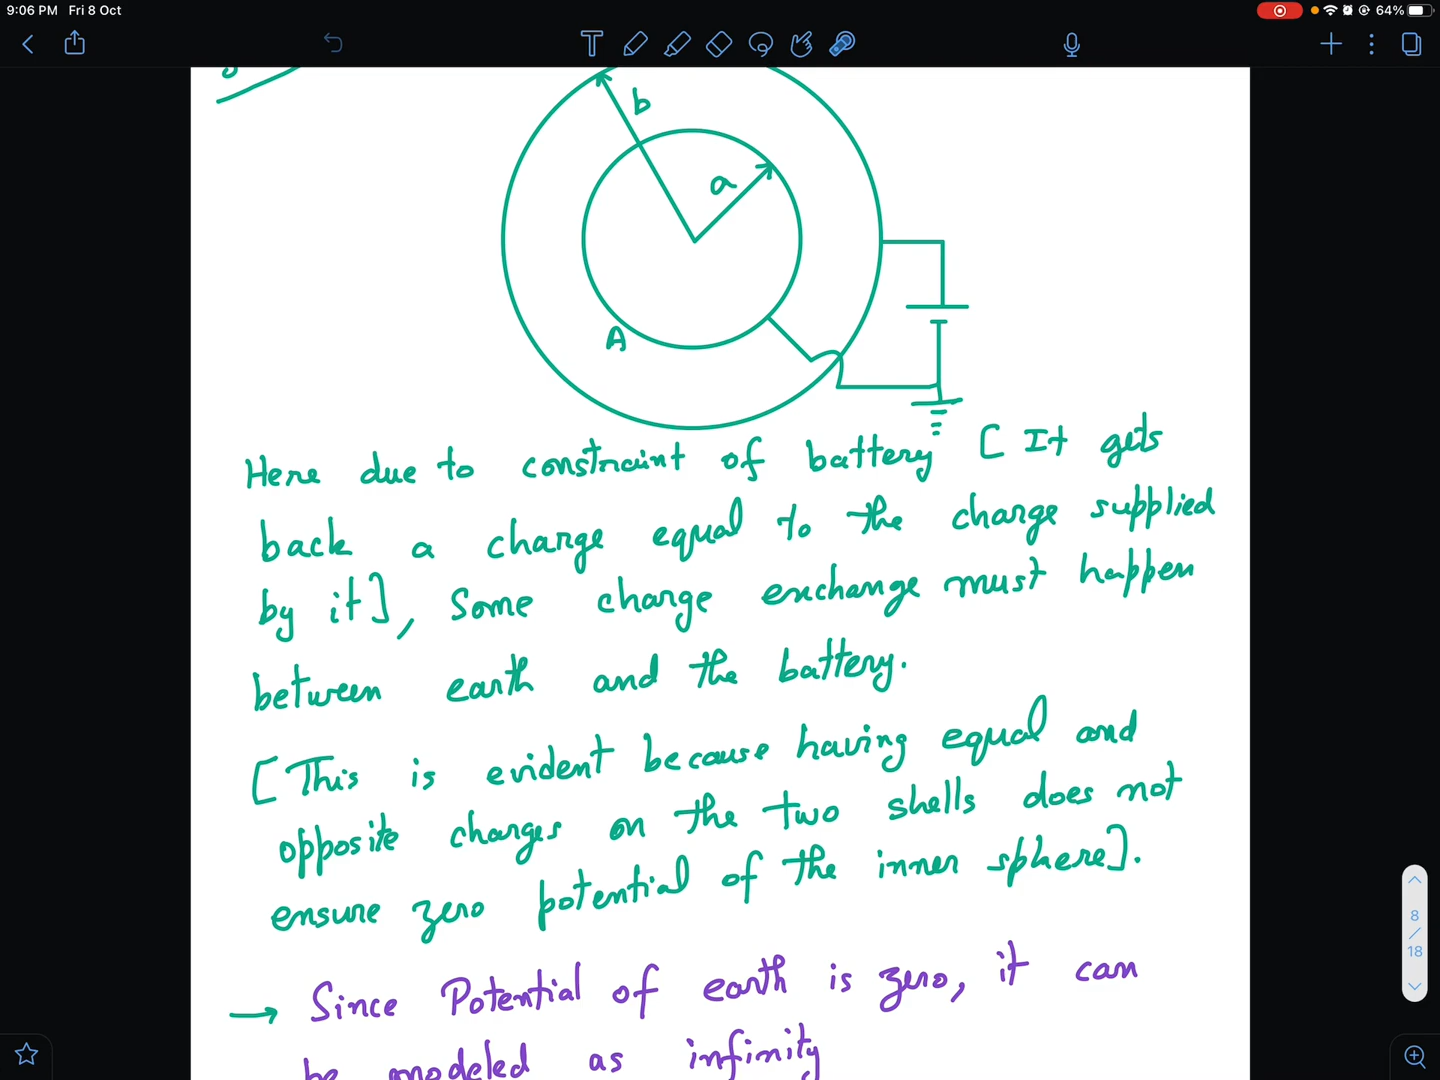 9:06 PM Fri 8 Oct
64%
T
b
a
A
Here due to constraint of battery [ It gets
back a charge equal to the charge supplied
by it], Some charge exchange must happen
between earth and the battery.
[This is evident because having equal and
opposite charges on the two shells does not
ensure zero potential of the inner sphere].
→ Since Potential of earth is zero, it can
be modeled as infinity
8
/
18